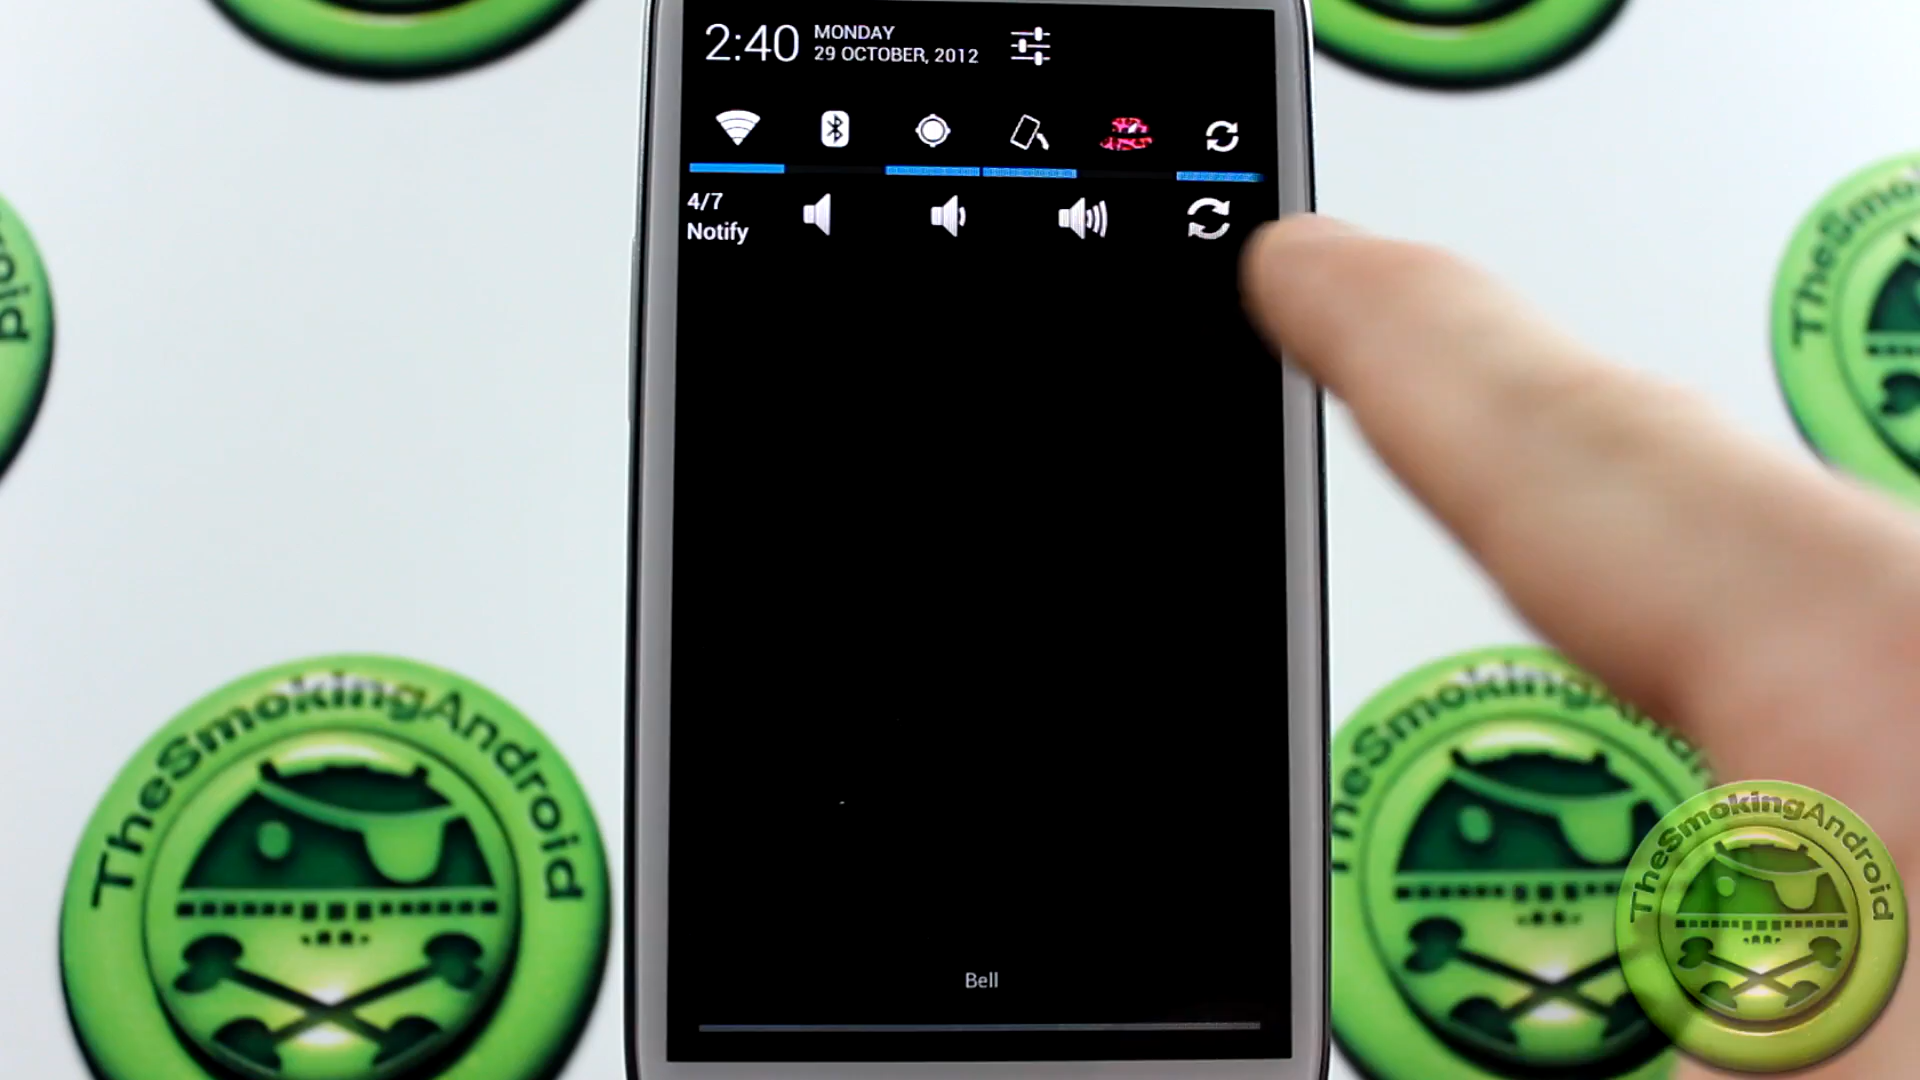 2:40
MONDAY
29 OCTOBER, 2012
4/7
Notify
Bell
TheSmokingAndroid
TheSmokingAndroid
TheSmokingAndroid